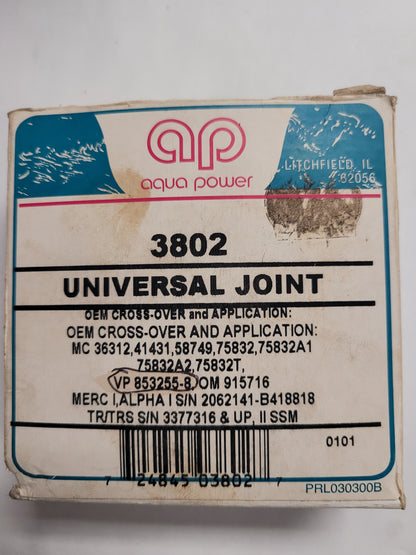 ap
aqua power
LITCHFIELD, IL
62056
3802
UNIVERSAL JOINT
OEM CROSS-OVER and APPLICATION:
OEM CROSS-OVER AND APPLICATION:
MC 36312,41431,58749,75832,75832A1
75832A2,75832T,
VP 853255-8,OM 915716
MERC I,ALPHA I S/N 2062141-B418818
TR/TRS S/N 3377316 & UP, II SSM
0101
7 24845 03802 7
PRL030300B